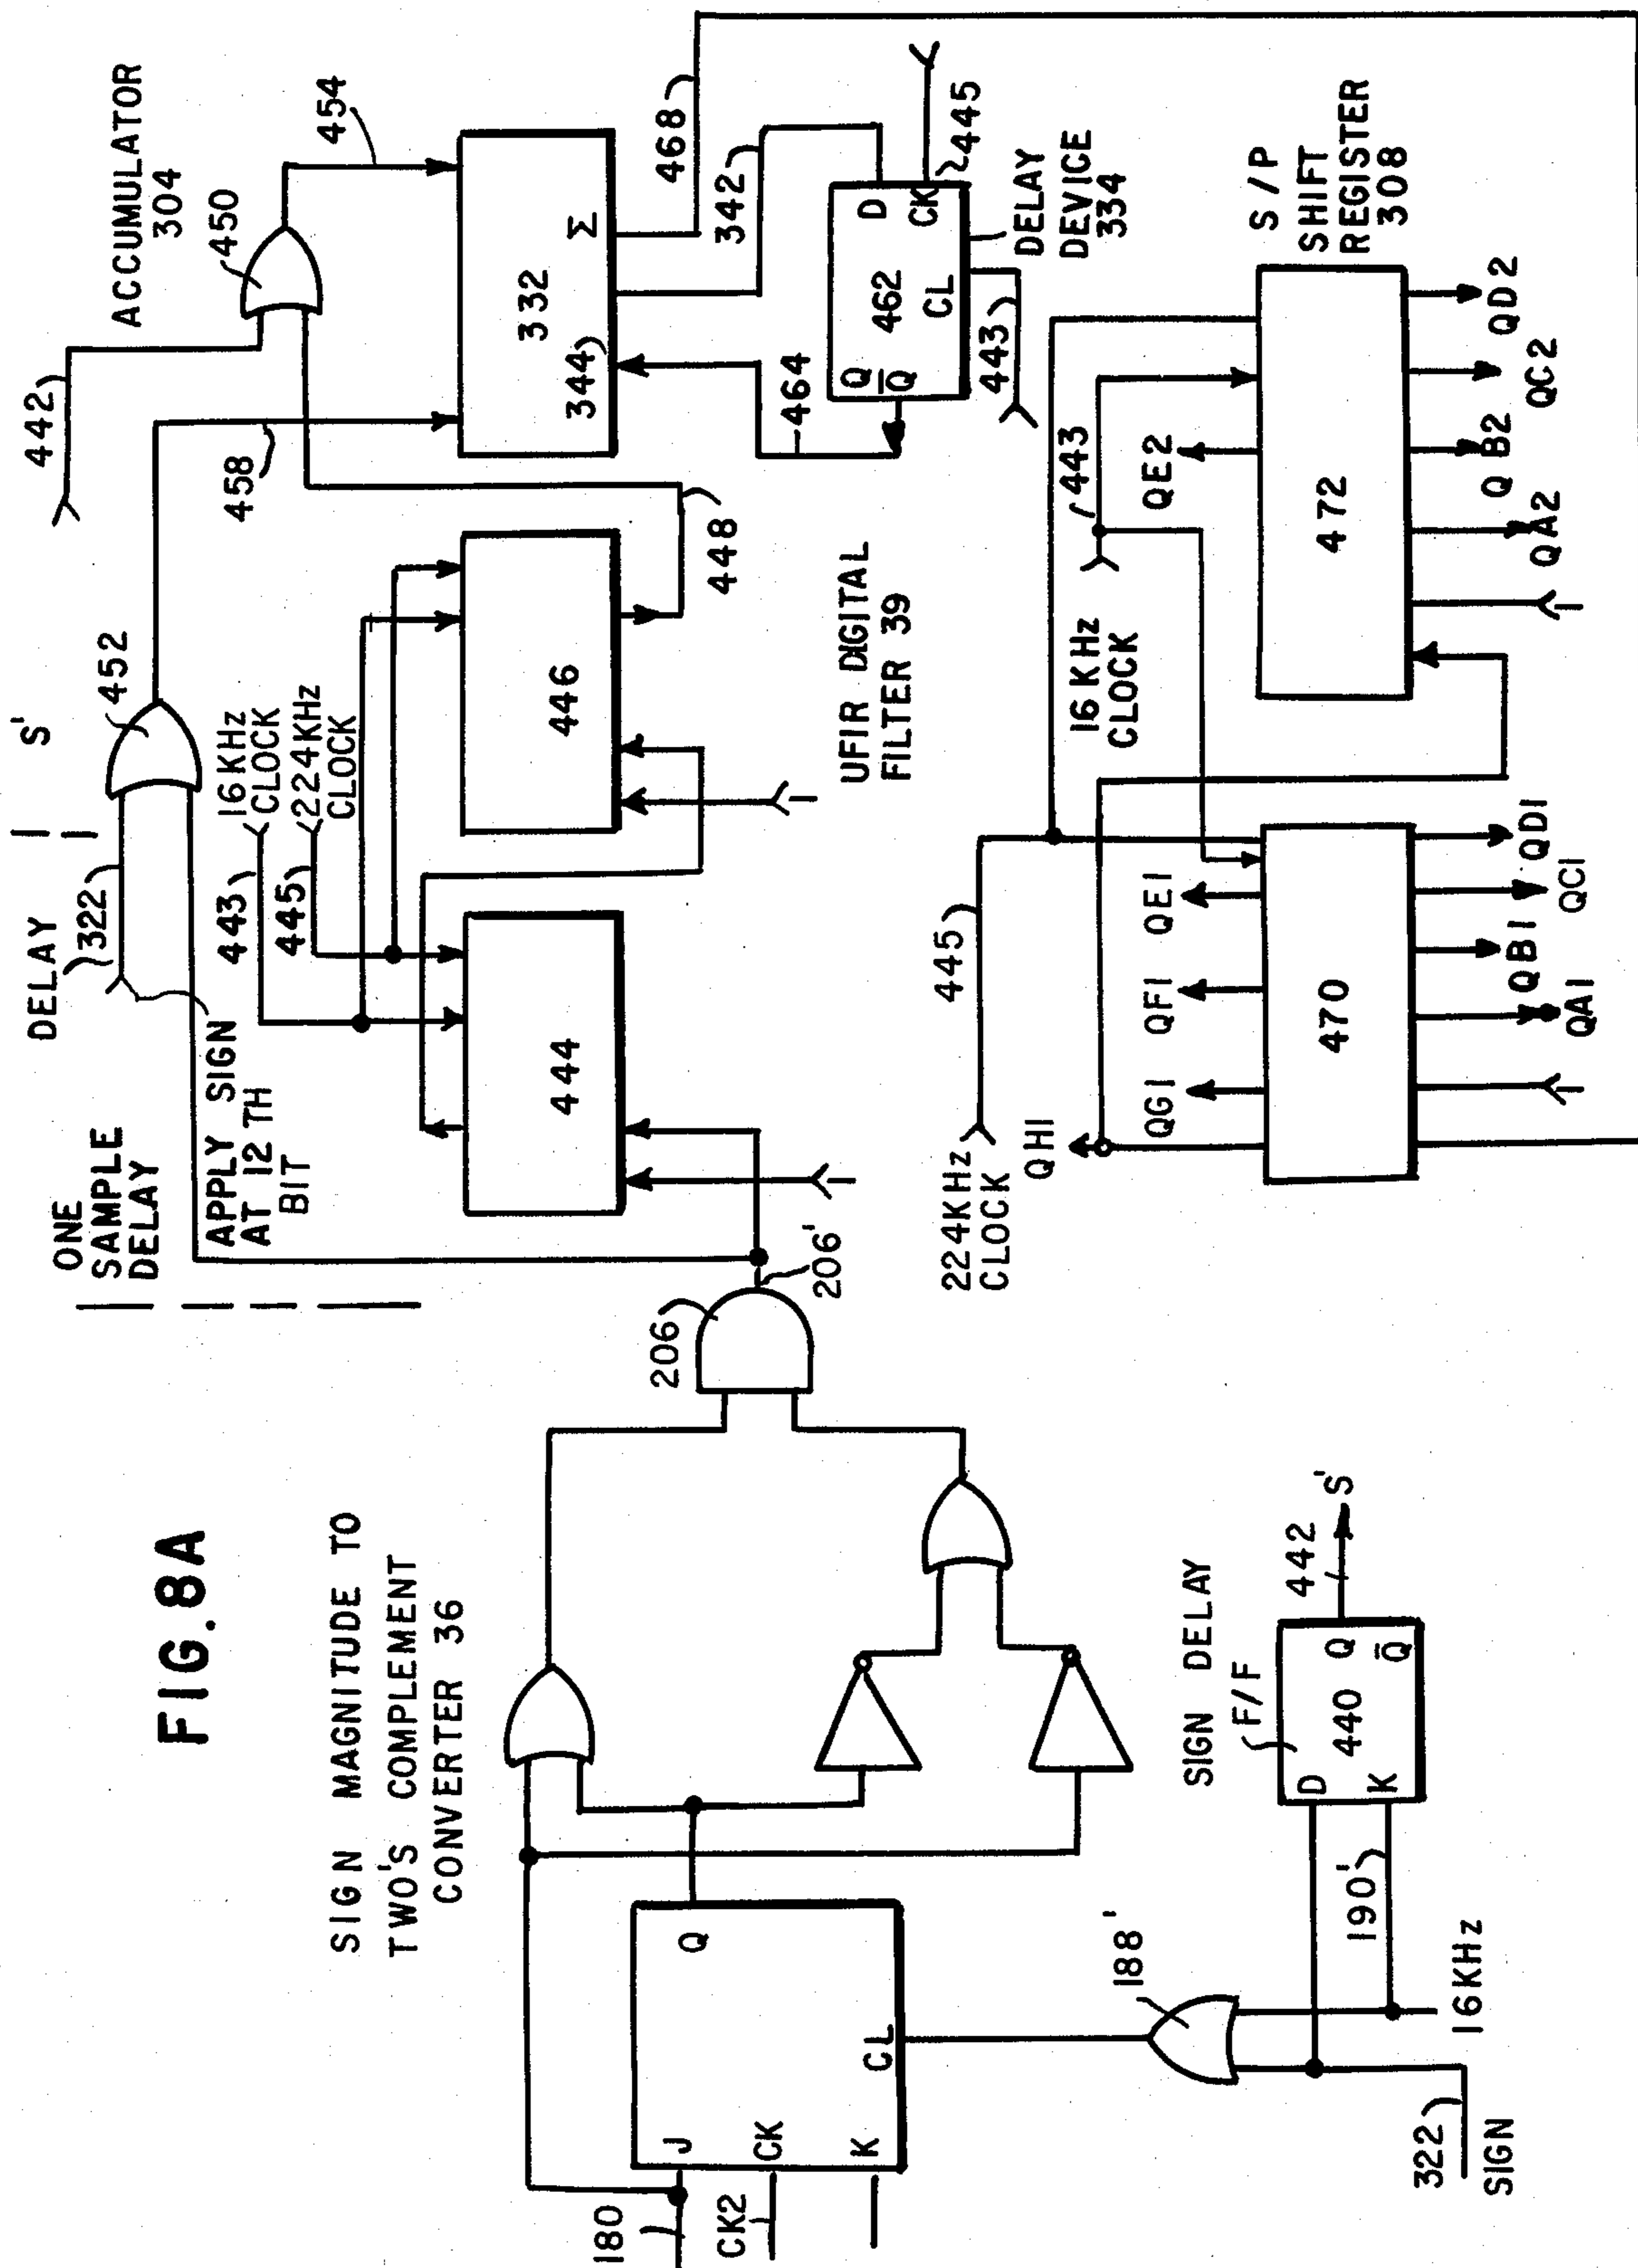 FIG. 8A
SIGN MAGNITUDE TO
TWO'S COMPLEMENT
CONVERTER 36
180
CK2
J
CK
K
Q
CL
188'
322
SIGN
16KHz
190'
SIGN DELAY
F/F
D
K
440
Q
Q̅
442
S'
206
206'
ONE
SAMPLE
DELAY
DELAY
322
APPLY SIGN
AT 12 TH
BIT
S'
452
443
16KHz
CLOCK
445
224KHz
CLOCK
444
446
448
458
442
450
ACCUMULATOR
304
454
332
344
Σ
468
342
464
Q
Q̅
462
D
CK
CL
445
443
DELAY
DEVICE
334
UFIR DIGITAL
FILTER 39
1
1
224KHz
CLOCK
445
QH1
QG1
QF1
QE1
470
1
QA1
QB1
QC1
QD1
16KHz
CLOCK
443
QE2
472
1
QA2
QB2
QC2
QD2
S/P
SHIFT
REGISTER
308